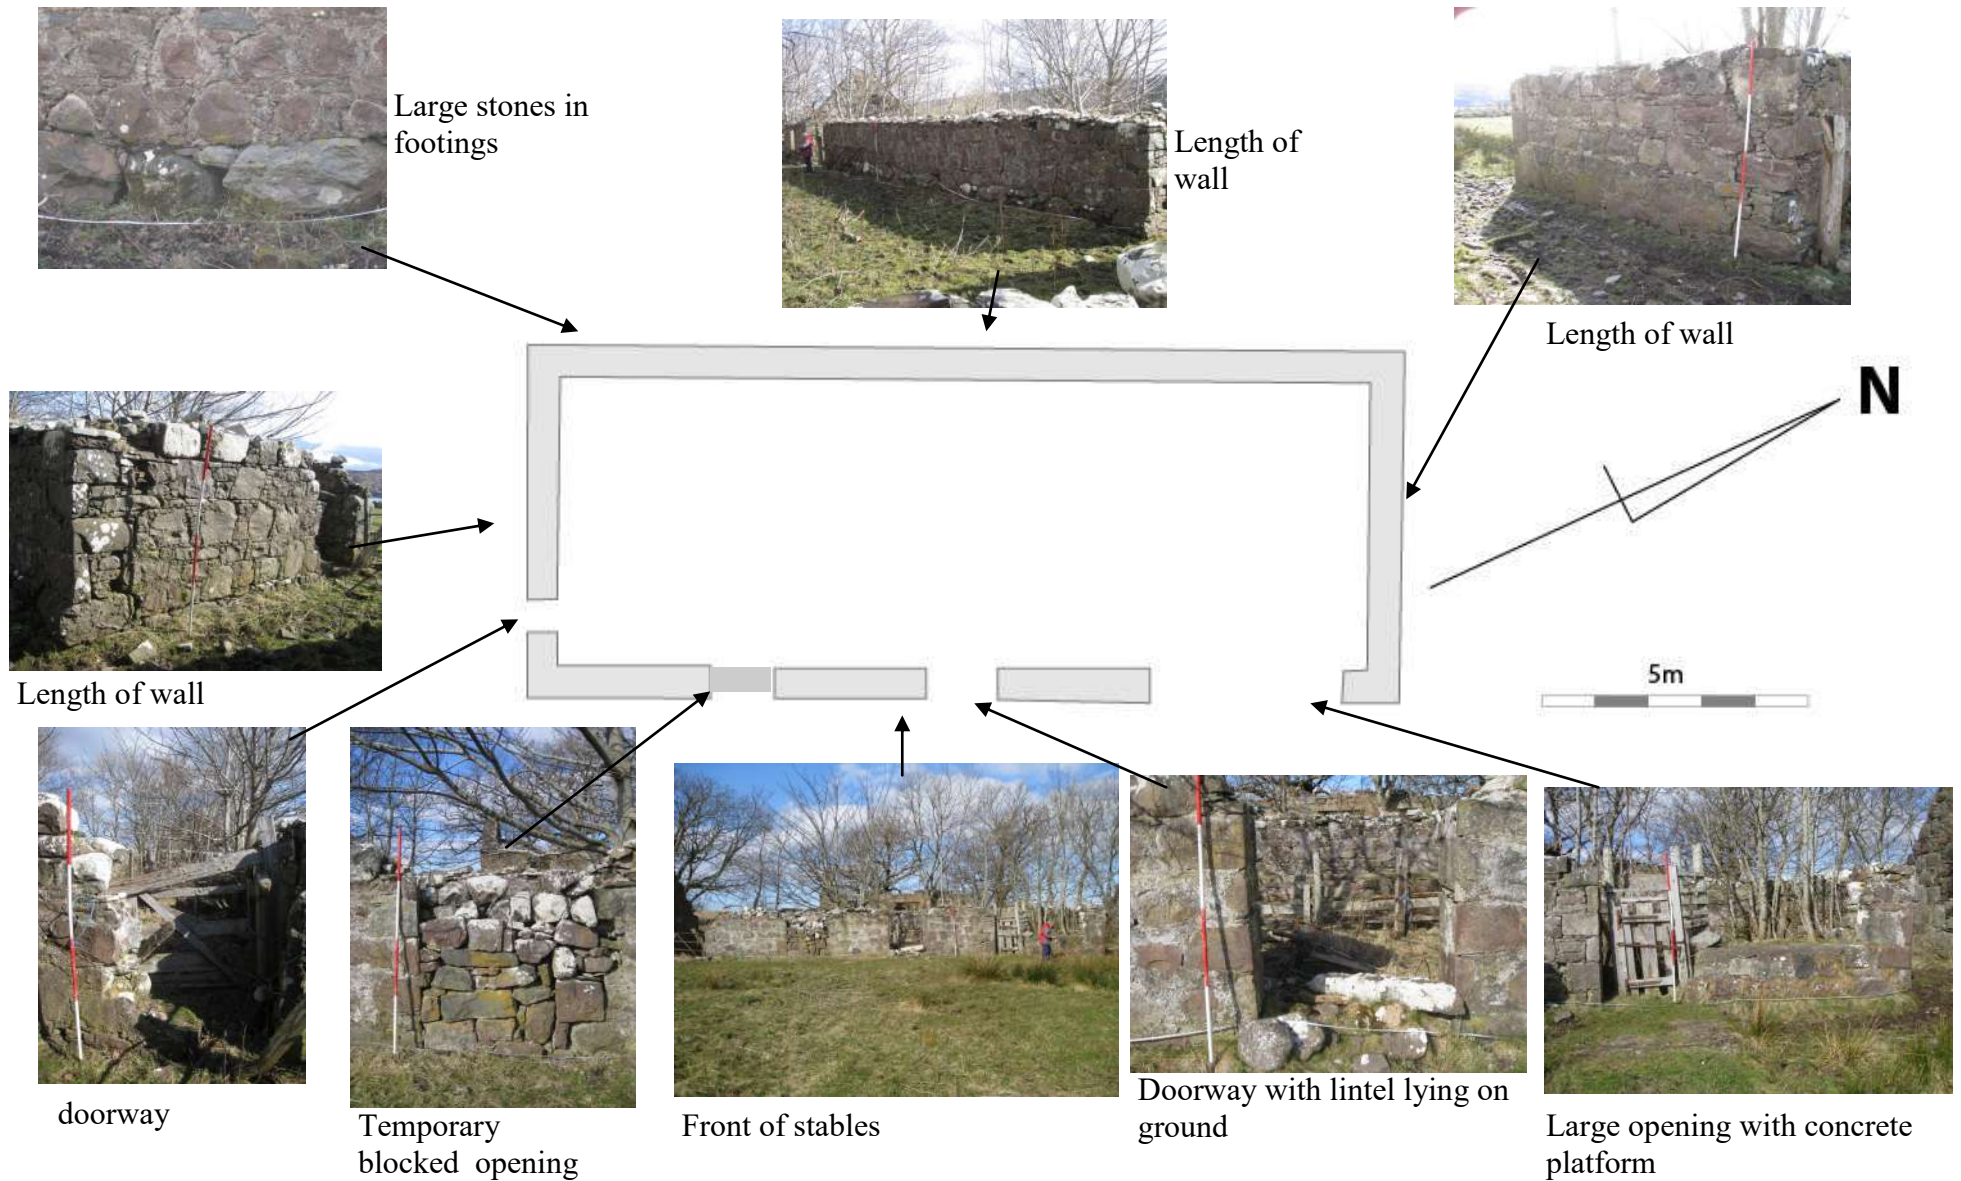 Large stones in
footings
Length of
wall
Length of wall
N
Length of wall
5m
doorway
Temporary
blocked  opening
Front of stables
Doorway with lintel lying on
ground
Large opening with concrete
platform